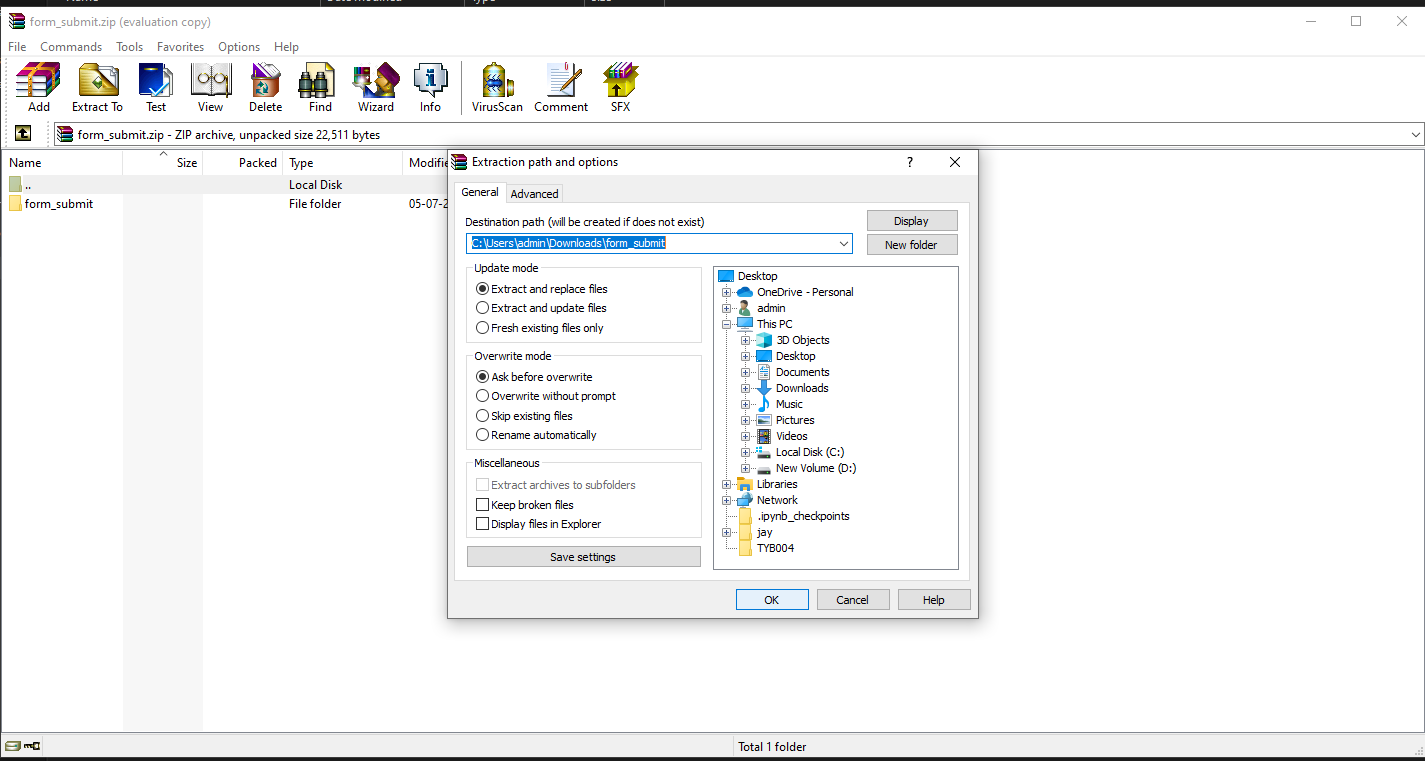 form_submit.zip (evaluation copy)
File Commands Tools Favorites Options Help
Add Extract To Test View Delete Find Wizard Info VirusScan Comment SFX
form_submit.zip - ZIP archive, unpacked size 22,511 bytes
Name Size Packed Type
.. Local Disk
form_submit File folder 05-07-2
Extraction path and options ?
General Advanced
Destination path (will be created if does not exist)
C:\Users\admin\Downloads\form_submit
Display
New folder
Update mode
Extract and replace files
Extract and update files
Fresh existing files only
Overwrite mode
Ask before overwrite
Overwrite without prompt
Skip existing files
Rename automatically
Miscellaneous
Extract archives to subfolders
Keep broken files
Display files in Explorer
Save settings
Desktop
OneDrive - Personal
admin
This PC
3D Objects
Desktop
Documents
Downloads
Music
Pictures
Videos
Local Disk (C:)
New Volume (D:)
Libraries
Network
.ipynb_checkpoints
jay
TYB004
OK Cancel Help
Total 1 folder